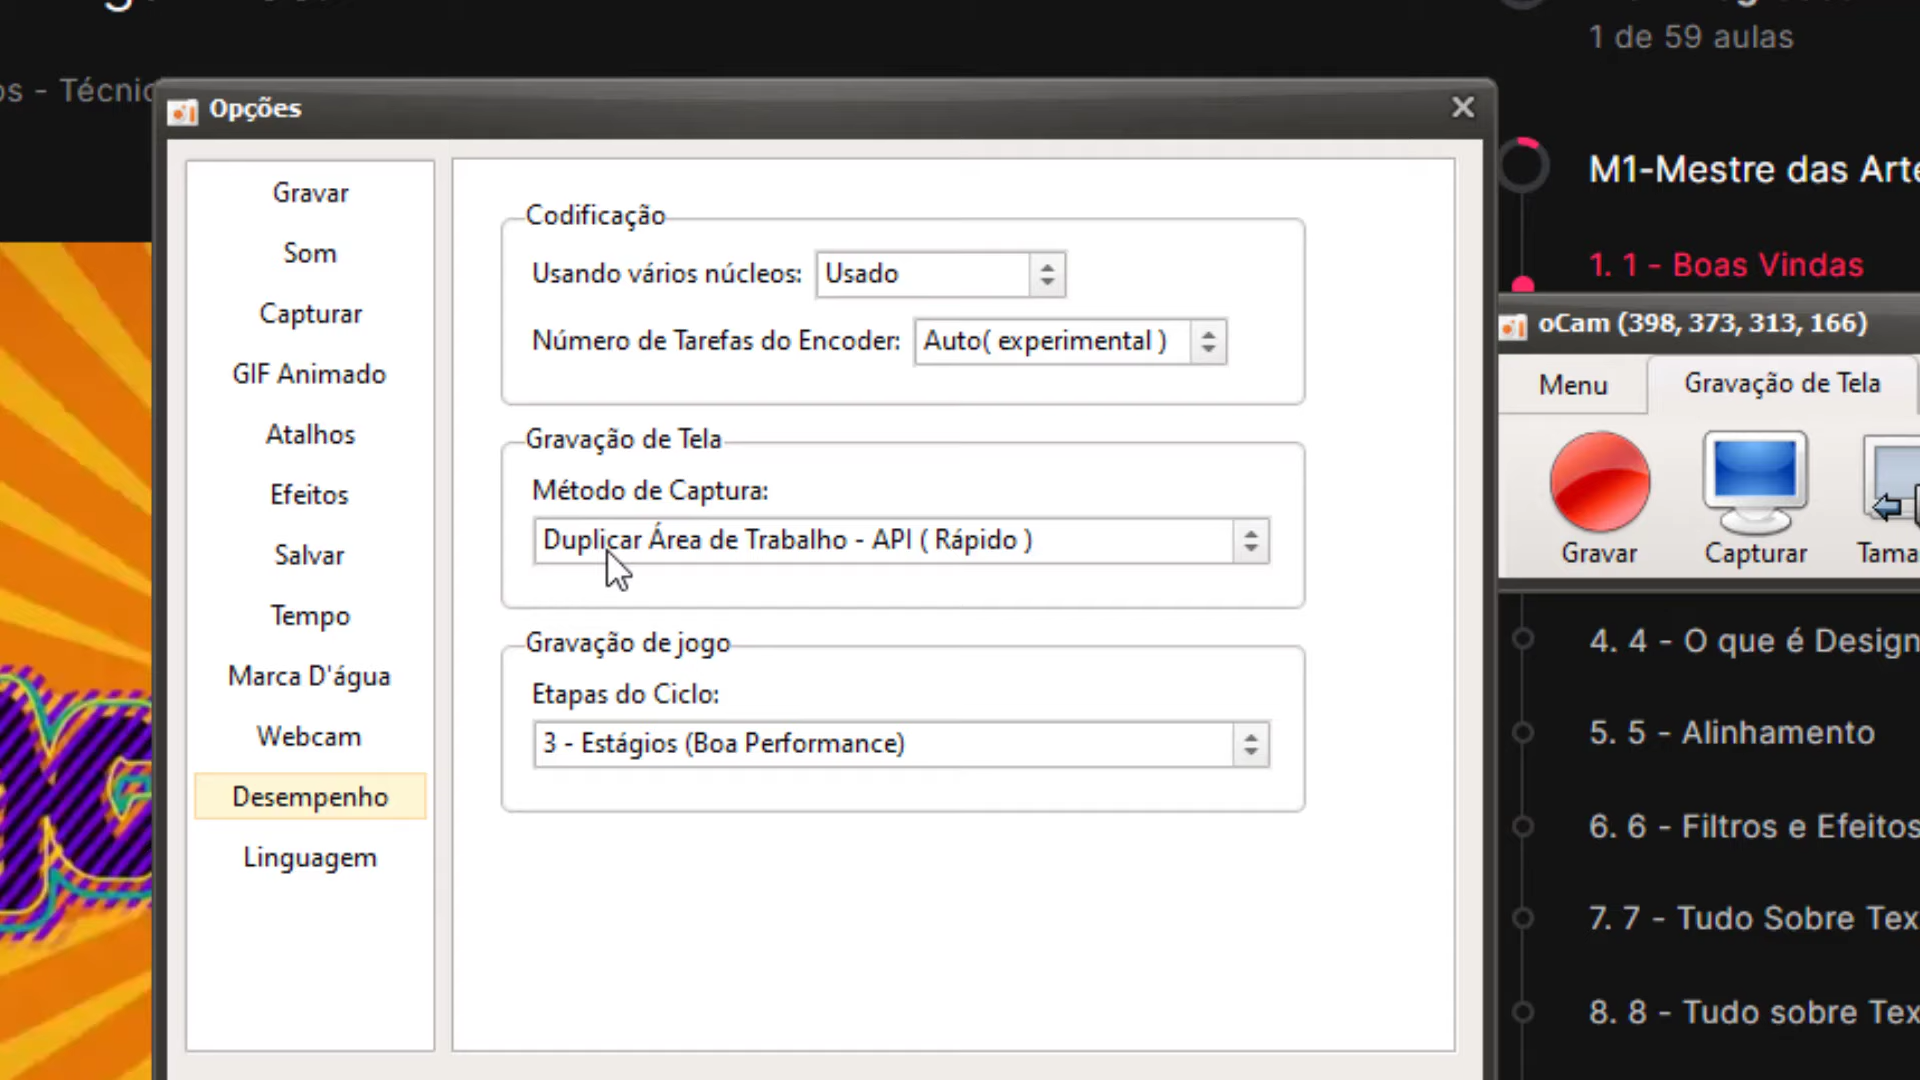 1 de 59 aulas
os - Técnic
Opções
Gravar
Som
Capturar
GIF Animado
Atalhos
Efeitos
Salvar
Tempo
Marca D'água
Webcam
Desempenho
Linguagem
Codificação
Usando vários núcleos: Usado
Número de Tarefas do Encoder: Auto( experimental )
Gravação de Tela
Método de Captura:
Duplicar Área de Trabalho - API ( Rápido )
Gravação de jogo
Etapas do Ciclo:
3 - Estágios (Boa Performance)
M1-Mestre das Arte
1. 1 - Boas Vindas
oCam (398, 373, 313, 166)
Menu Gravação de Tela
Gravar Capturar Tama
4. 4 - O que é Design
5. 5 - Alinhamento
6. 6 - Filtros e Efeitos
7. 7 - Tudo Sobre Tex
8. 8 - Tudo sobre Tex